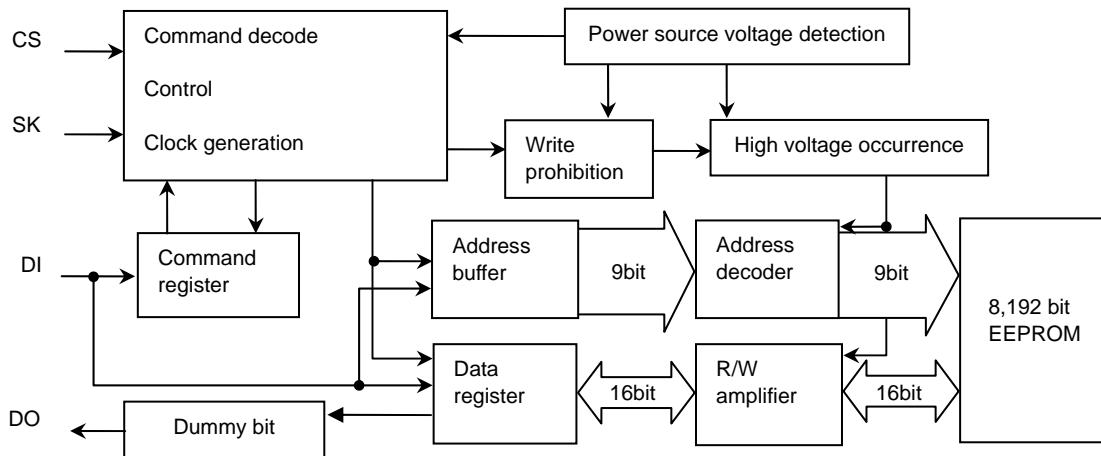 CS
Command decode
Power source voltage detection
Control
SK
Clock generation
Write
prohibition
High voltage occurrence
DI
Command
register
Address
buffer
9bit
Address
decoder
9bit
8,192 bit
EEPROM
Data
register
16bit
R/W
amplifier
16bit
DO
Dummy bit